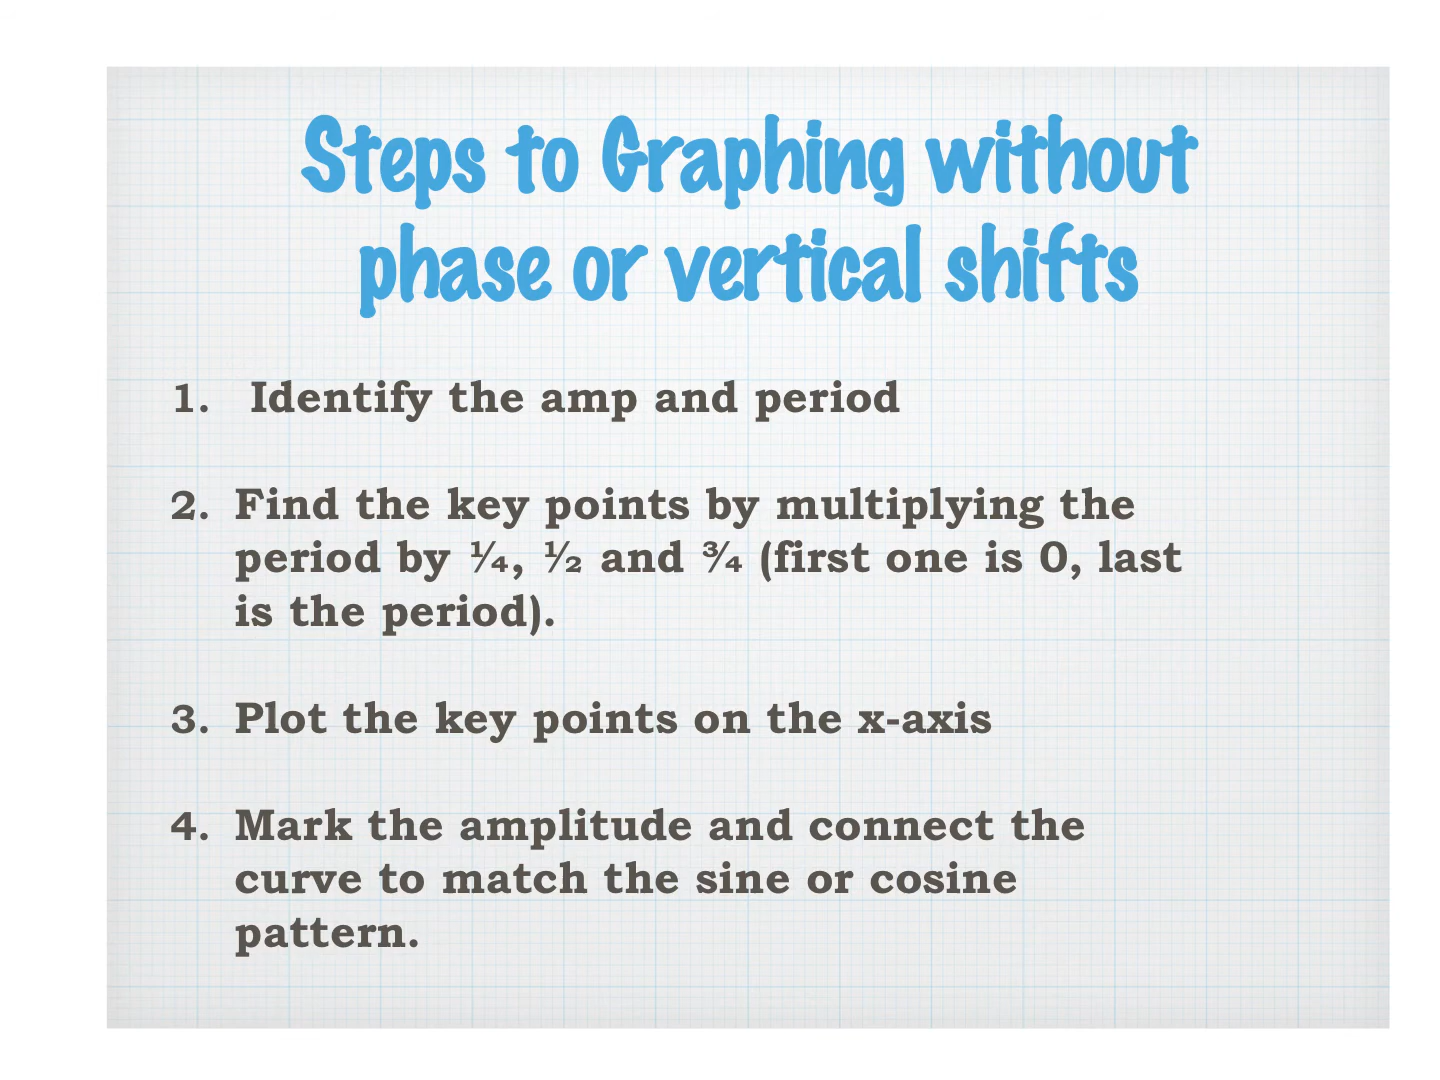 Steps to Graphing without
phase or vertical shifts
1. Identify the amp and period
2. Find the key points by multiplying the
period by ¼, ½ and ¾ (first one is 0, last
is the period).
3. Plot the key points on the x-axis
4. Mark the amplitude and connect the
curve to match the sine or cosine
pattern.